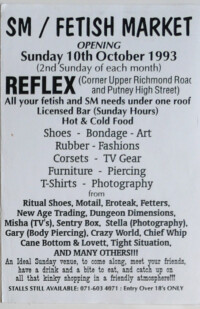 SM / FETISH MARKET
OPENING
Sunday 10th October 1993
(2nd Sunday of each month)
REFLEX (Corner Upper Richmond Road
and Putney High Street)
All your fetish and SM needs under one roof
Licensed Bar (Sunday Hours)
Hot & Cold Food
Shoes - Bondage - Art
Rubber - Fashions
Corsets - TV Gear
Furniture - Piercing
T-Shirts - Photography
from
Ritual Shoes, Motail, Eroteak, Fetters,
New Age Trading, Dungeon Dimensions,
Misha (TV's), Sentry Box, Stella (Photography),
Gary (Body Piercing), Crazy World, Chief Whip
Cane Bottom & Lovett, Tight Situation,
AND MANY OTHERS!!!
An Ideal Sunday venue, to come along, meet your friends,
have a drink and a bite to eat, and catch up on
all that kinky shopping in a friendly atmosphere!!!
STALLS STILL AVAILABLE: 071-603 4071 : Entry Over 18's ONLY